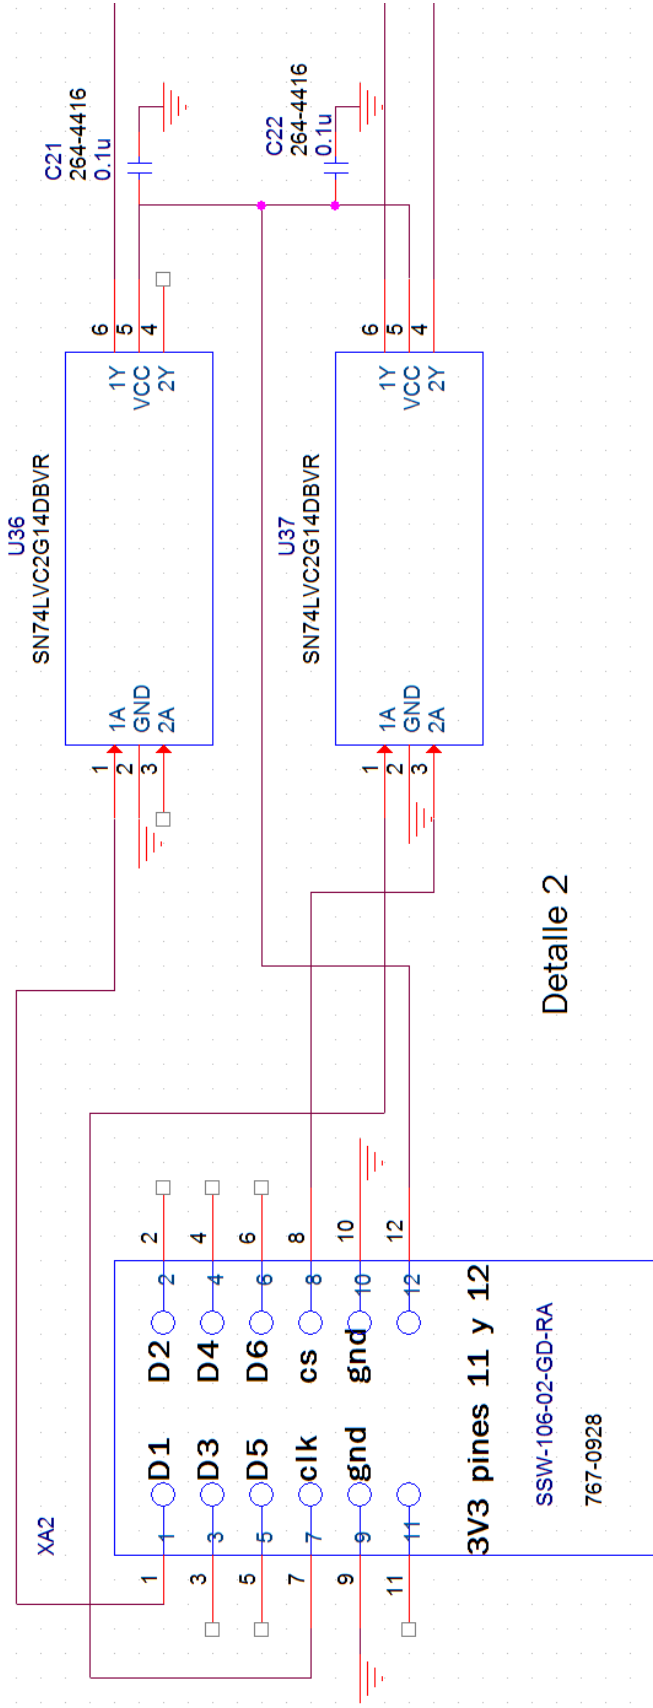 C21
264-4416
0.1u
C22
264-4416
0.1u
6
5
4
1Y
VCC
2Y
U36
SN74LVC2G14DBVR
1A
GND
2A
1
2
3
6
5
4
1Y
VCC
2Y
U37
SN74LVC2G14DBVR
1A
GND
2A
1
2
3
Detalle 2
XA2
2
4
6
8
10
12
2
4
6
8
10
12
D2
D4
D6
cs
gnd
D1
D3
D5
clk
gnd
1
3
5
7
9
11
1
3
5
7
9
11
3V3 pines 11 y 12
SSW-106-02-GD-RA
767-0928